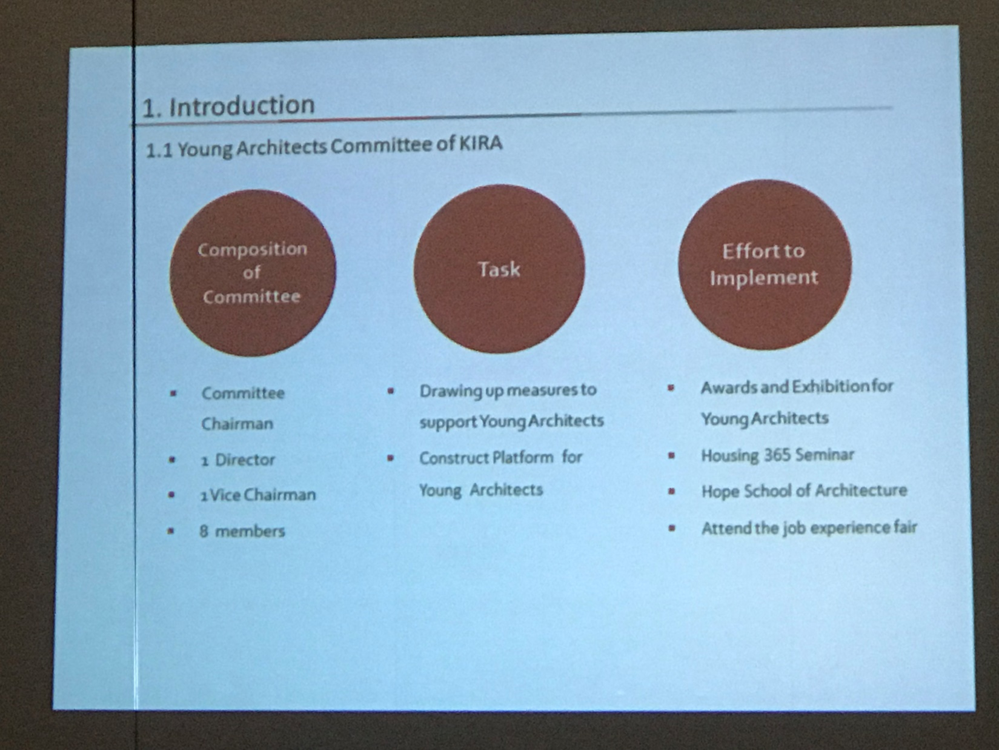 1. Introduction
1.1 Young Architects Committee of KIRA
Composition
of
Committee
Task
Effort to
Implement
Committee
Chairman
1 Director
1 Vice Chairman
8 members
Drawing up measures to
support Young Architects
Construct Platform for
Young Architects
Awards and Exhibition for
Young Architects
Housing 365 Seminar
Hope School of Architecture
Attend the job experience fair